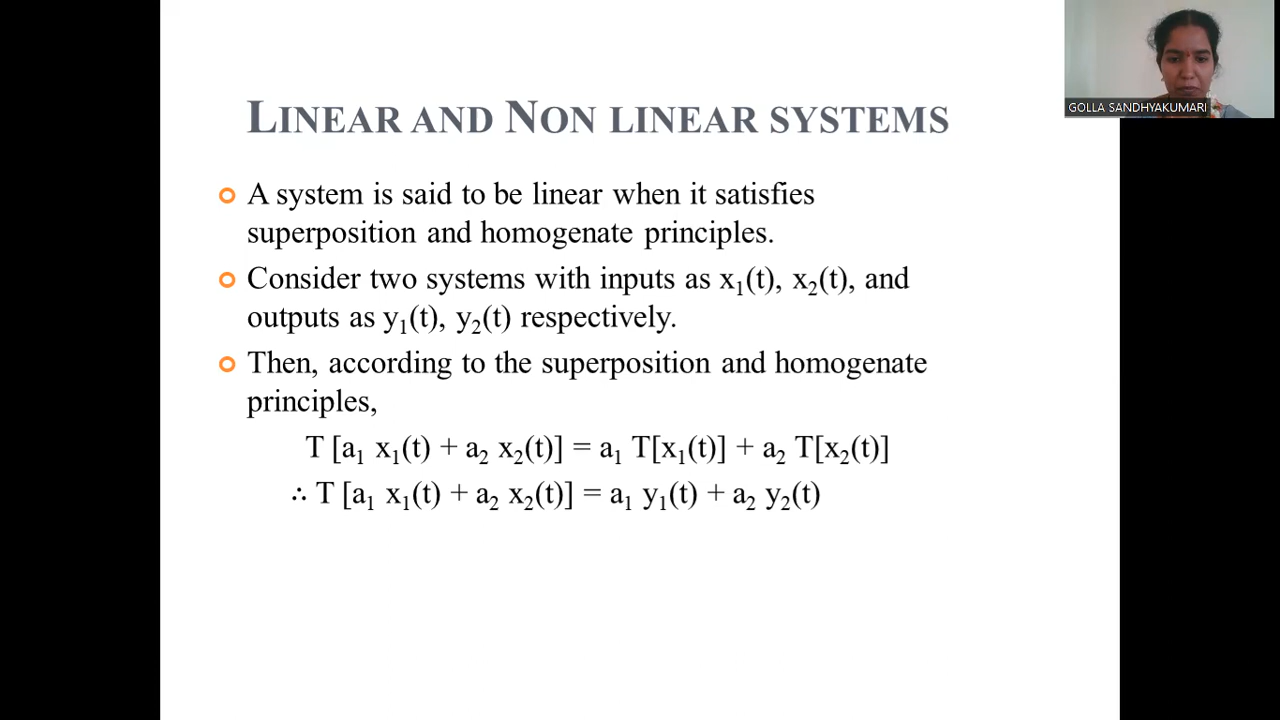 LINEAR AND NON LINEAR SYSTEMS
GOLLA SANDHYAKUMARI
A system is said to be linear when it satisfies
superposition and homogenate principles.
Consider two systems with inputs as x₁(t), x₂(t), and
outputs as y₁(t), y₂(t) respectively.
Then, according to the superposition and homogenate
principles,
T [a₁ x₁(t) + a₂ x₂(t)] = a₁ T[x₁(t)] + a₂ T[x₂(t)]
∴ T [a₁ x₁(t) + a₂ x₂(t)] = a₁ y₁(t) + a₂ y₂(t)